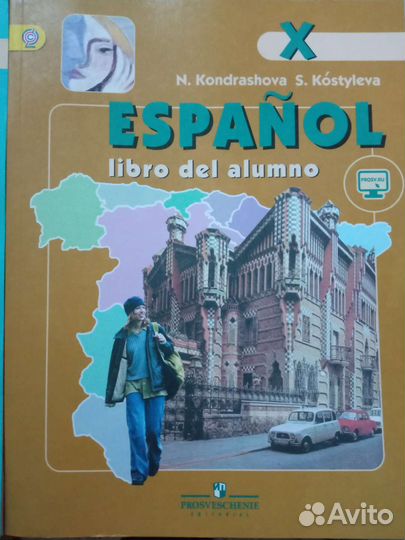 X
N. Kondrashova S. Kóstyleva
ESPAÑOL
libro del alumno
PROSV.RU
PROSVESCHENIE
Editorial
Avito